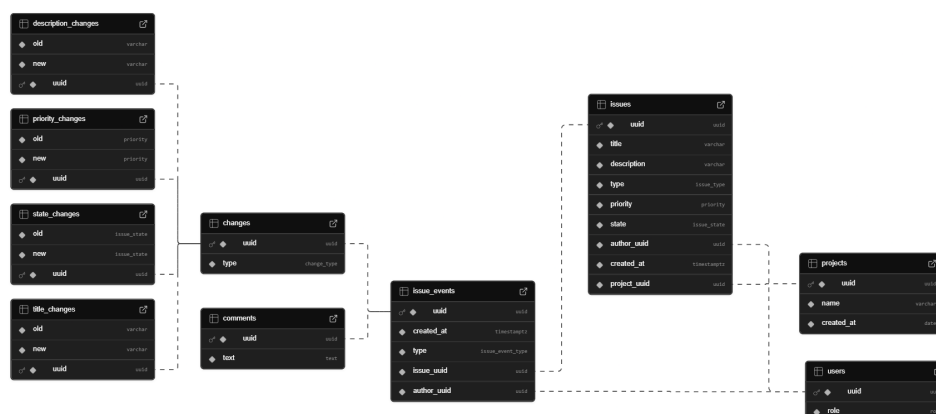 description_changes
old varchar
new varchar
uuid uuid
priority_changes
old priority
new priority
uuid uuid
state_changes
old issue_state
new issue_state
uuid uuid
title_changes
old varchar
new varchar
uuid uuid
changes
uuid uuid
type change_type
comments
uuid uuid
text text
issue_events
uuid uuid
created_at timestamptz
type issue_event_type
issue_uuid uuid
author_uuid uuid
issues
uuid uuid
title varchar
description varchar
type issue_type
priority priority
state issue_state
author_uuid uuid
created_at timestamptz
project_uuid uuid
projects
uuid uuid
name varchar
created_at date
users
uuid
role